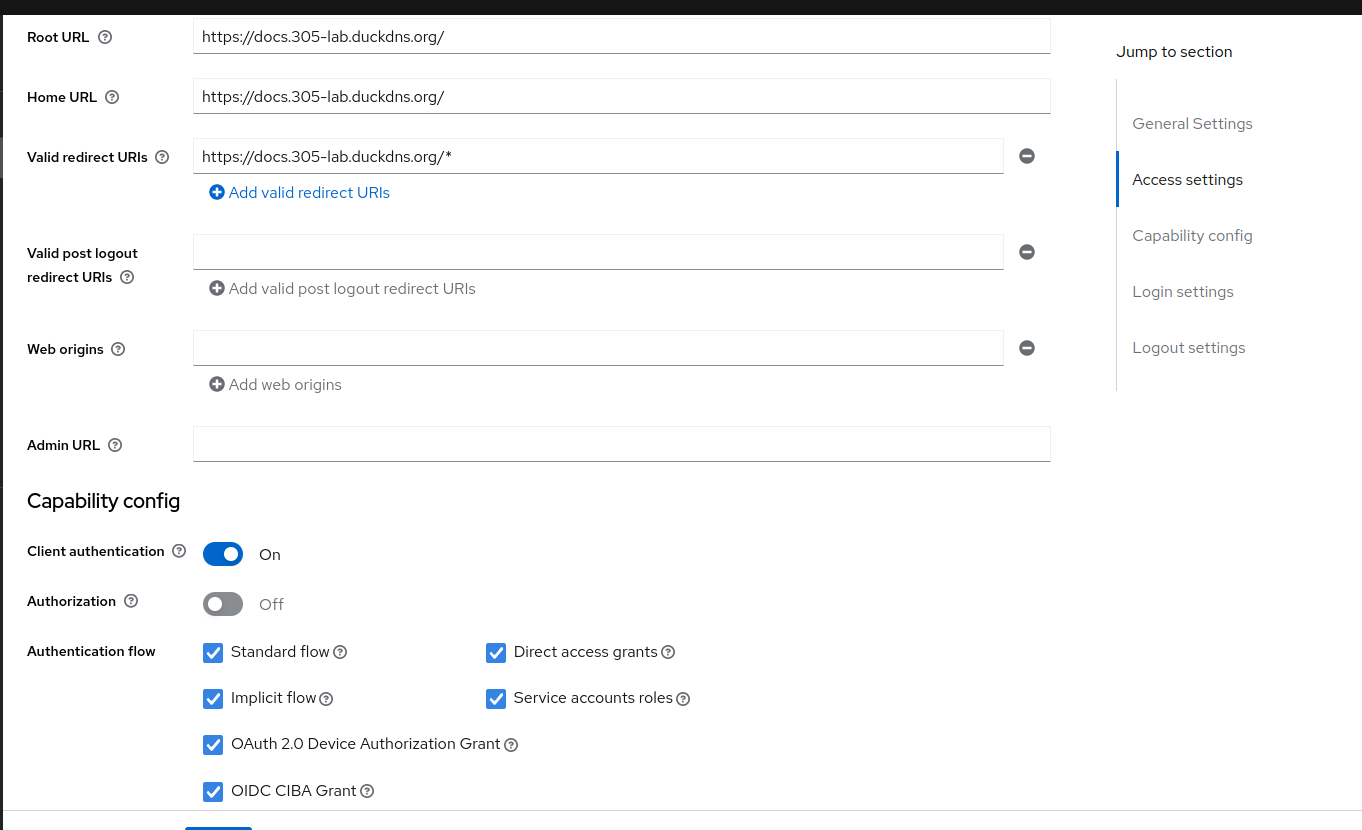 Root URL
https://docs.305-lab.duckdns.org/
Jump to section
Home URL
https://docs.305-lab.duckdns.org/
General Settings
Valid redirect URIs
https://docs.305-lab.duckdns.org/*
Access settings
Add valid redirect URIs
Capability config
Valid post logout
redirect URIs
Add valid post logout redirect URIs
Login settings
Web origins
Logout settings
Add web origins
Admin URL
Capability config
Client authentication
On
Authorization
Off
Authentication flow
Standard flow
Direct access grants
Implicit flow
Service accounts roles
OAuth 2.0 Device Authorization Grant
OIDC CIBA Grant